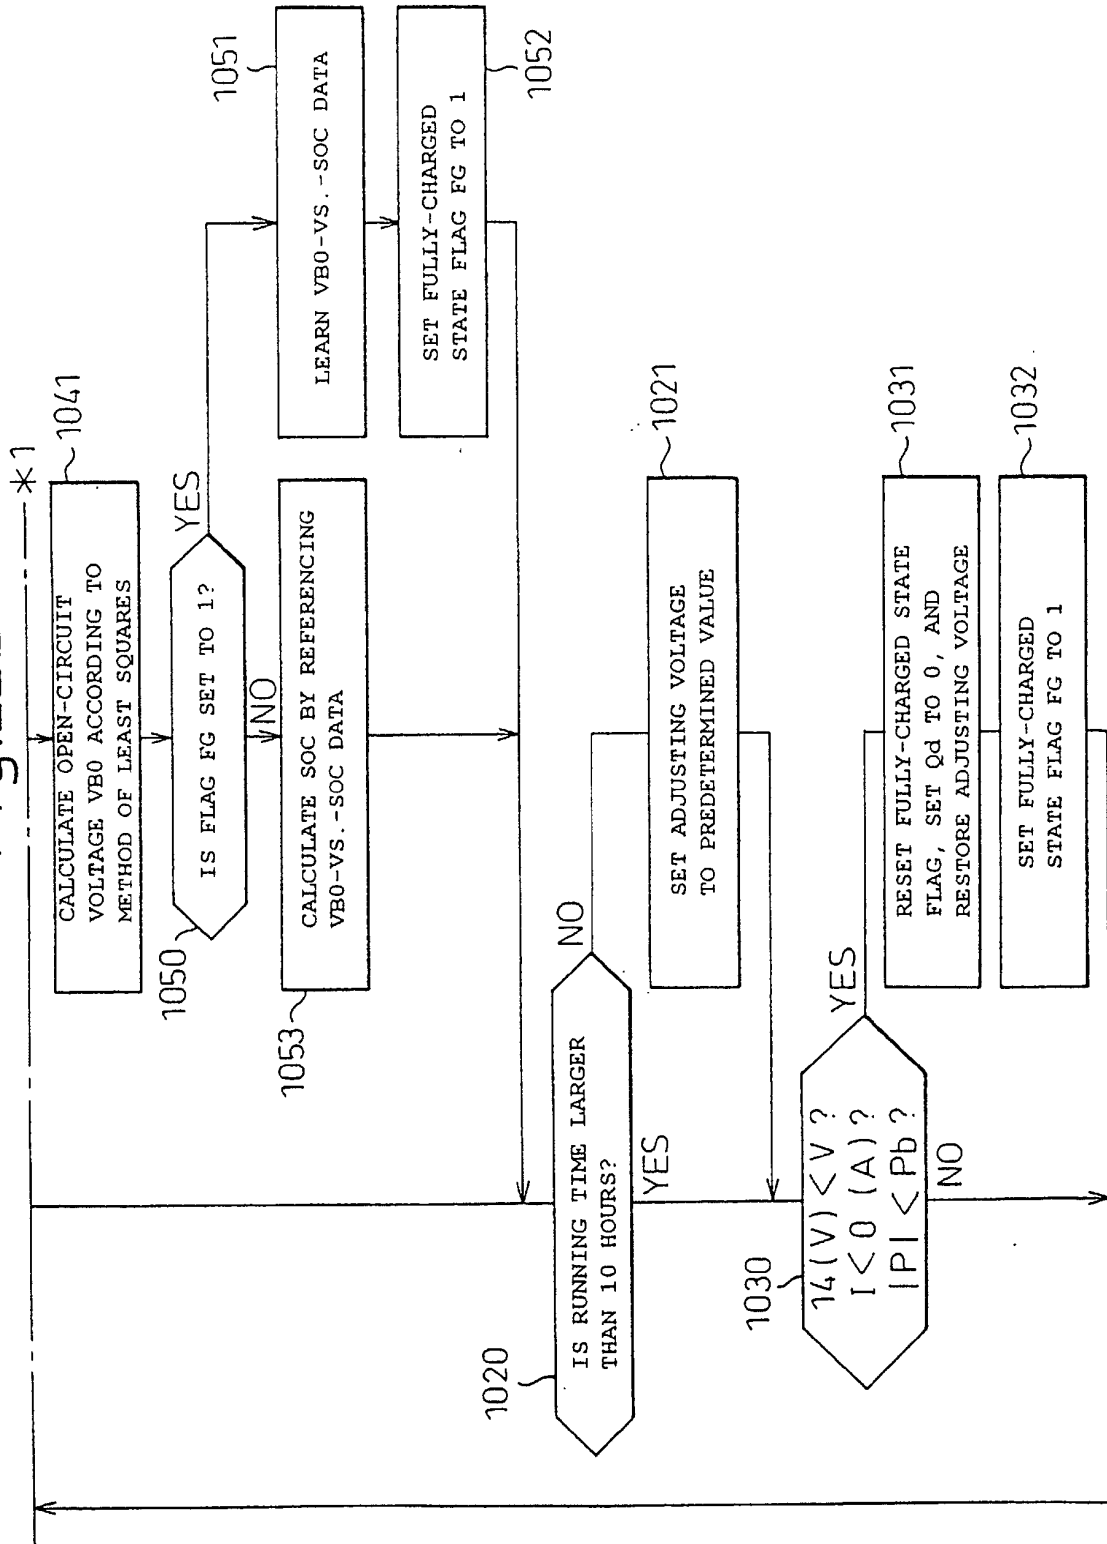 *1
1041
CALCULATE OPEN-CIRCUIT
VOLTAGE VB0 ACCORDING TO
METHOD OF LEAST SQUARES
1050
IS FLAG FG SET TO 1?
YES
NO
1051
LEARN VB0-VS.-SOC DATA
1052
SET FULLY-CHARGED
STATE FLAG FG TO 1
1053
CALCULATE SOC BY REFERENCING
VB0-VS.-SOC DATA
1020
IS RUNNING TIME LARGER
THAN 10 HOURS?
NO
YES
1021
SET ADJUSTING VOLTAGE
TO PREDETERMINED VALUE
1030
14(V)<V?
I<0(A)?
|P|<Pb?
YES
NO
1031
RESET FULLY-CHARGED STATE
FLAG, SET Qd TO 0, AND
RESTORE ADJUSTING VOLTAGE
1032
SET FULLY-CHARGED
STATE FLAG FG TO 1